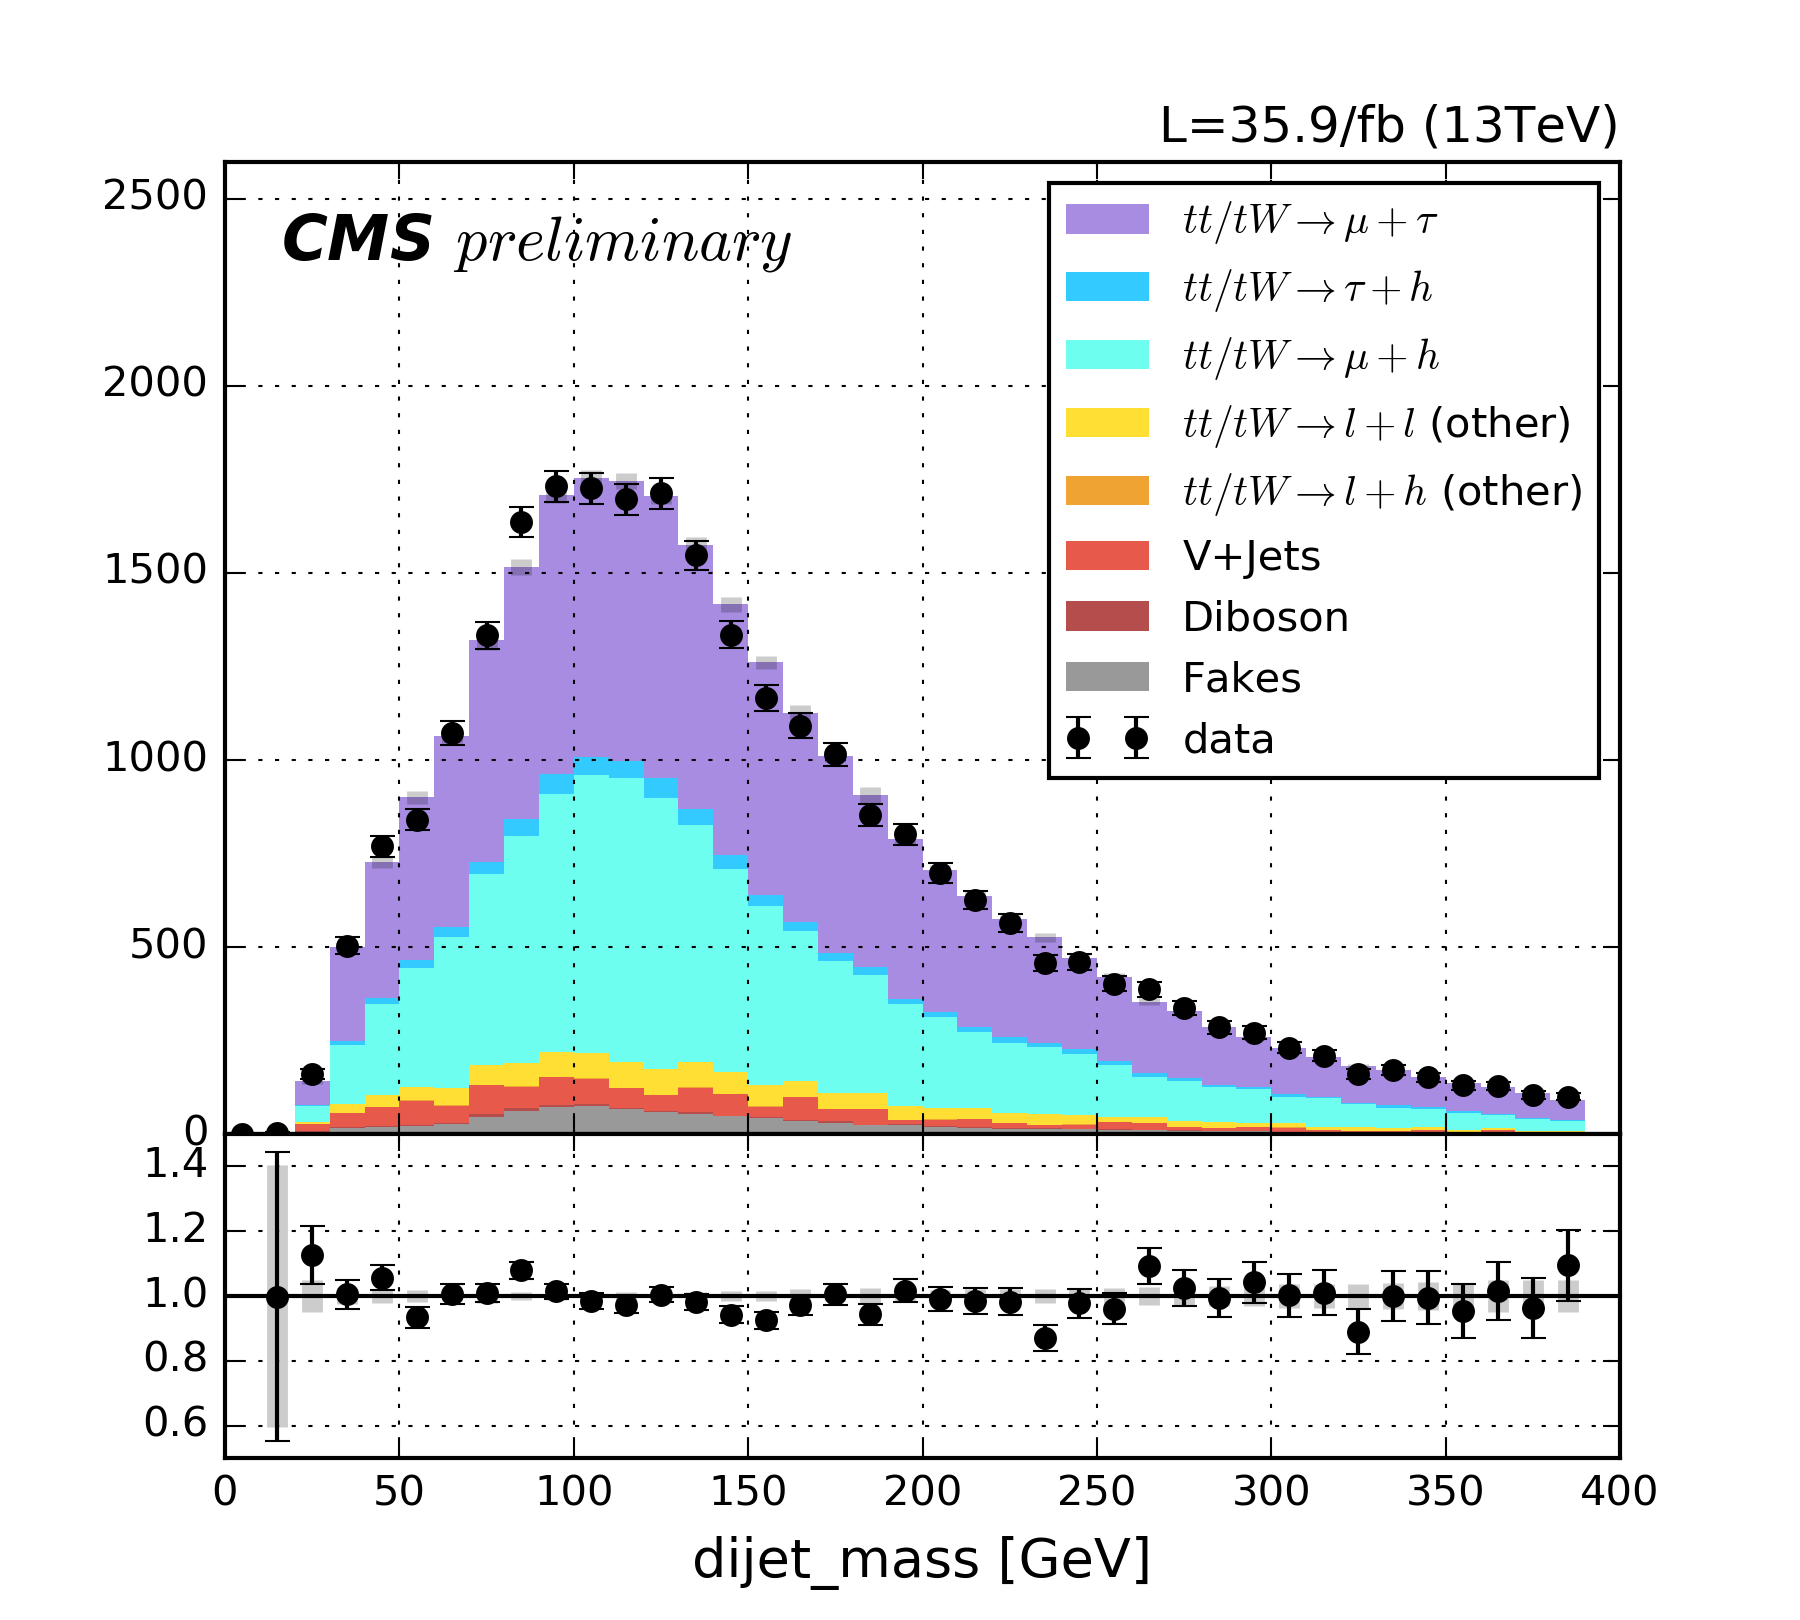 L=35.9/fb (13TeV)
CMS preliminary
2500
2000
1500
1000
500
0
tt/tW→μ+τ
tt/tW→τ+h
tt/tW→μ+h
tt/tW→l+l (other)
tt/tW→l+h (other)
V+Jets
Diboson
Fakes
data
1.4
1.2
1.0
0.8
0.6
0 50 100 150 200 250 300 350 400
dijet_mass [GeV]